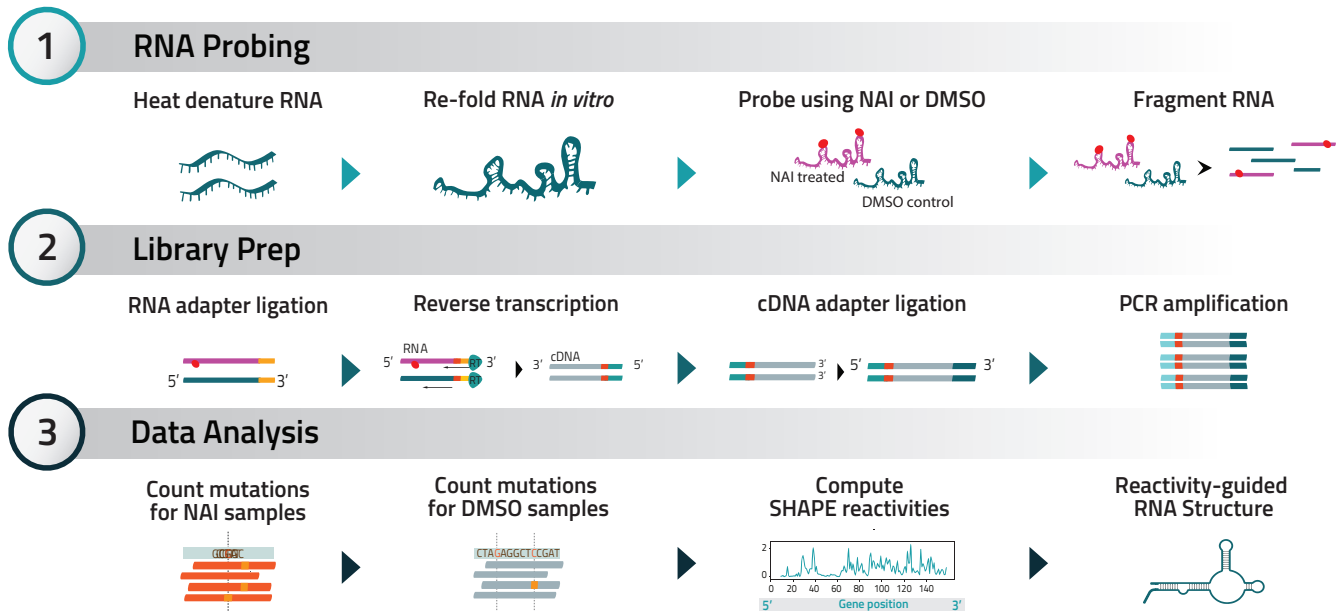 1
RNA Probing
Heat denature RNA
Re-fold RNA in vitro
Probe using NAI or DMSO
Fragment RNA
NAI treated
DMSO control
2
Library Prep
RNA adapter ligation
Reverse transcription
cDNA adapter ligation
PCR amplification
5’
3’
RNA
5’
RT
3’
RT
3’
cDNA
5’
3’
3’
5’
3’
3
Data Analysis
Count mutations
for NAI samples
Count mutations
for DMSO samples
Compute
SHAPE reactivities
Reactivity-guided
RNA Structure
CTAGAGGCTCCGAT
2
0
0 20 40 60 80 100 120 140
5’ Gene position 3’